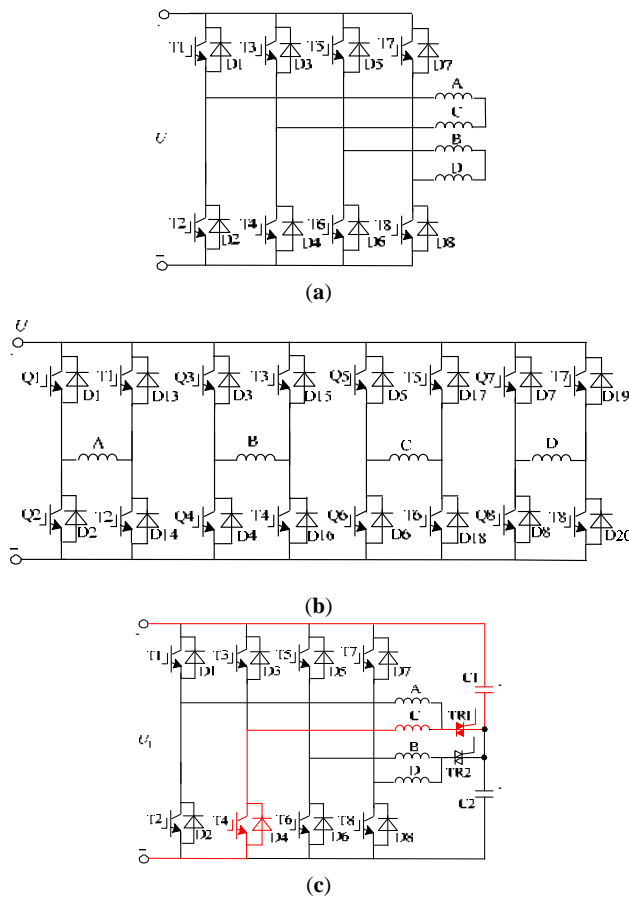 T1 T3 T5 T7
D1 D3 D5 D7
A
C
B
D
U
T2 T4 T6 T8
D2 D4 D6 D8
(a)
U
Q1 T1 Q3 T3 Q5 T5 Q7 T7
D1 D13 D3 D15 D5 D17 D7 D19
A B C D
Q2 T2 Q4 T4 Q6 T6 Q8 T8
D2 D14 D4 D16 D6 D18 D8 D20
(b)
T1 T3 T5 T7
D1 D3 D5 D7
C1
A
C TR1
U1
B
TR2
D
C2
T2 T4 T6 T8
D2 D4 D6 D8
(c)